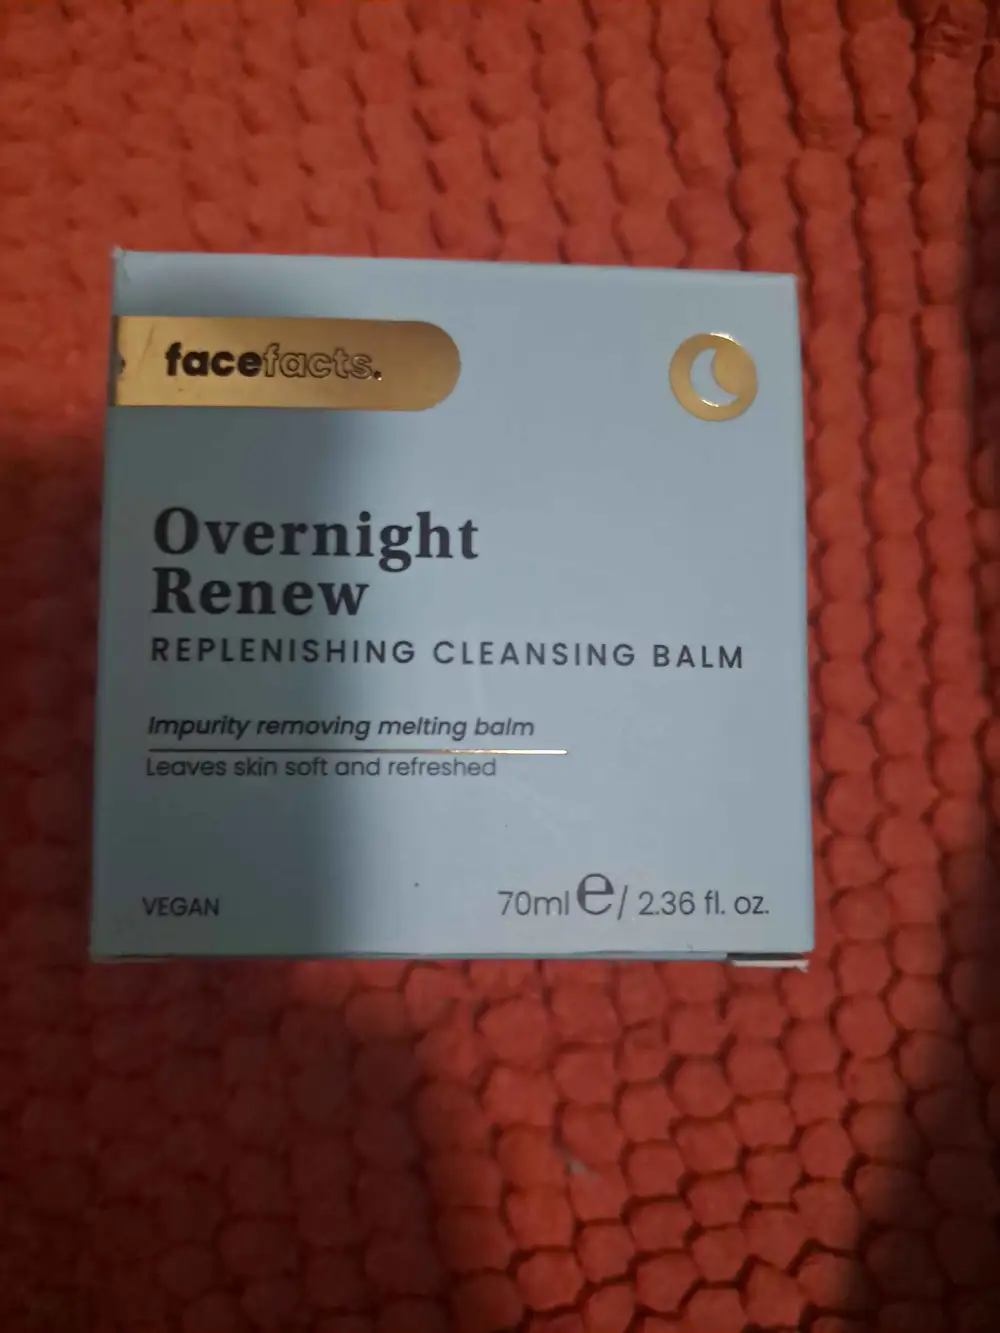 facefacts.
Overnight
Renew
REPLENISHING CLEANSING BALM
Impurity removing melting balm
Leaves skin soft and refreshed
VEGAN
70ml ℮ / 2.36 fl. oz.